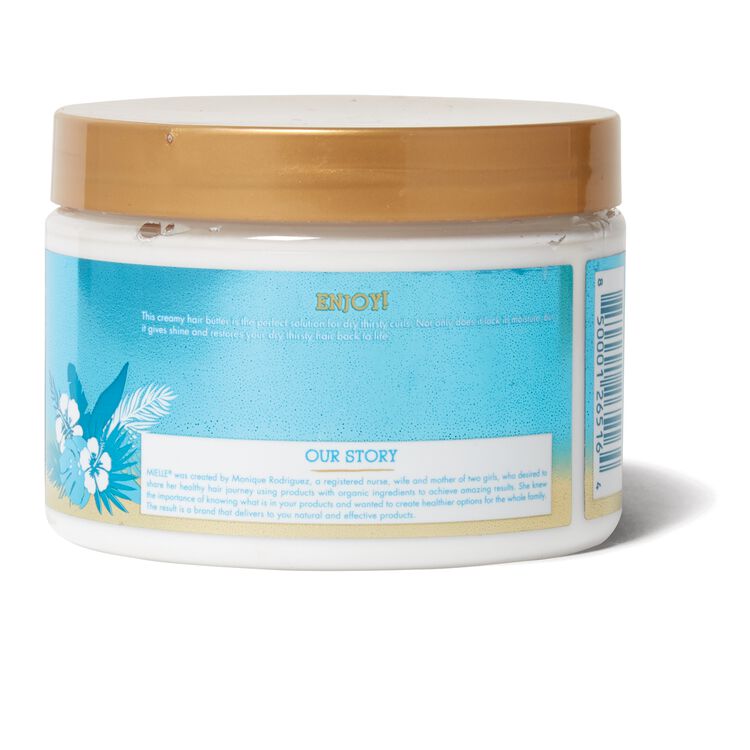 ENJOY!
This creamy hair butter is the perfect solution for dry thirsty curls. Not only does it lock in moisture, but
it gives shine and restores your dry thirsty hair back to life.
OUR STORY
MIELLE® was created by Monique Rodriguez, a registered nurse, wife and mother of two girls, who desired to
share her healthy hair journey using products with organic ingredients to achieve amazing results. She knew
the importance of knowing what is in your products and wanted to create healthier options for the whole family.
The result is a brand that delivers to you natural and effective products.
8 50001 26516 4